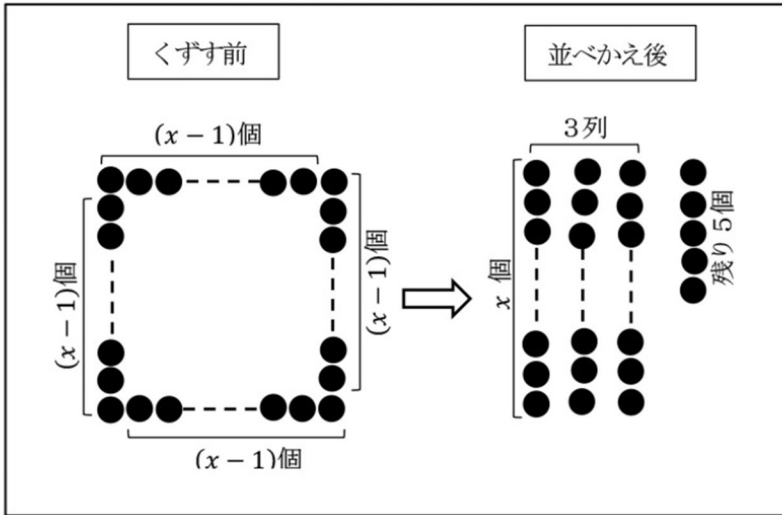 くずす前
(x − 1)個
(x − 1)個
(x − 1)個
(x − 1)個
並べかえ後
3列
x 個
残り5個